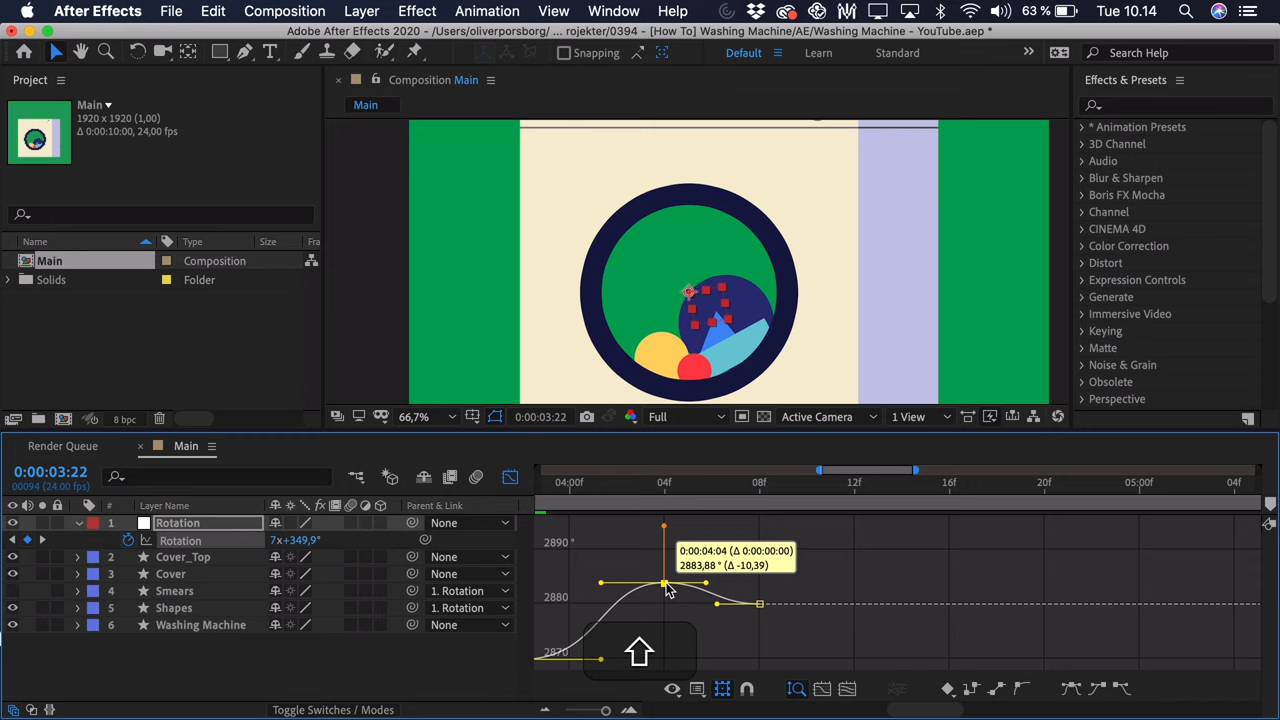 After Effects File Edit Composition Layer Effect Animation View Window Help 63 % Tue 10.14
Adobe After Effects 2020 - /Users/oliverporsborg/ ... rojekter/0394 - [How To] Washing Machine/AE/Washing Machine - YouTube.aep *
Snapping Default Learn Standard Search Help
Project Composition Main Effects & Presets
Main
1920 x 1920 (1,00)
Δ 0:00:10:00, 24,00 fps
Main
* Animation Presets
3D Channel
Audio
Blur & Sharpen
Boris FX Mocha
Channel
CINEMA 4D
Color Correction
Distort
Expression Controls
Generate
Immersive Video
Keying
Matte
Noise & Grain
Obsolete
Perspective
Name Type Size Fra
Main Composition
Solids Folder
8 bpc
66,7% 0:00:03:22 Full Active Camera 1 View
Render Queue Main
0:00:03:22
00094 (24.00 fps)
# Layer Name Parent & Link
1 Rotation None
Rotation 7x+349,9°
2 Cover_Top None
3 Cover None
4 Smears 1. Rotation
5 Shapes 1. Rotation
6 Washing Machine None
04:00f 04f 08f 12f 16f 20f 05:00f 04f
2890 °
2880
2870
0:00:04:04 (Δ 0:00:00:00)
2883,88 ° (Δ -10,39)
Toggle Switches / Modes